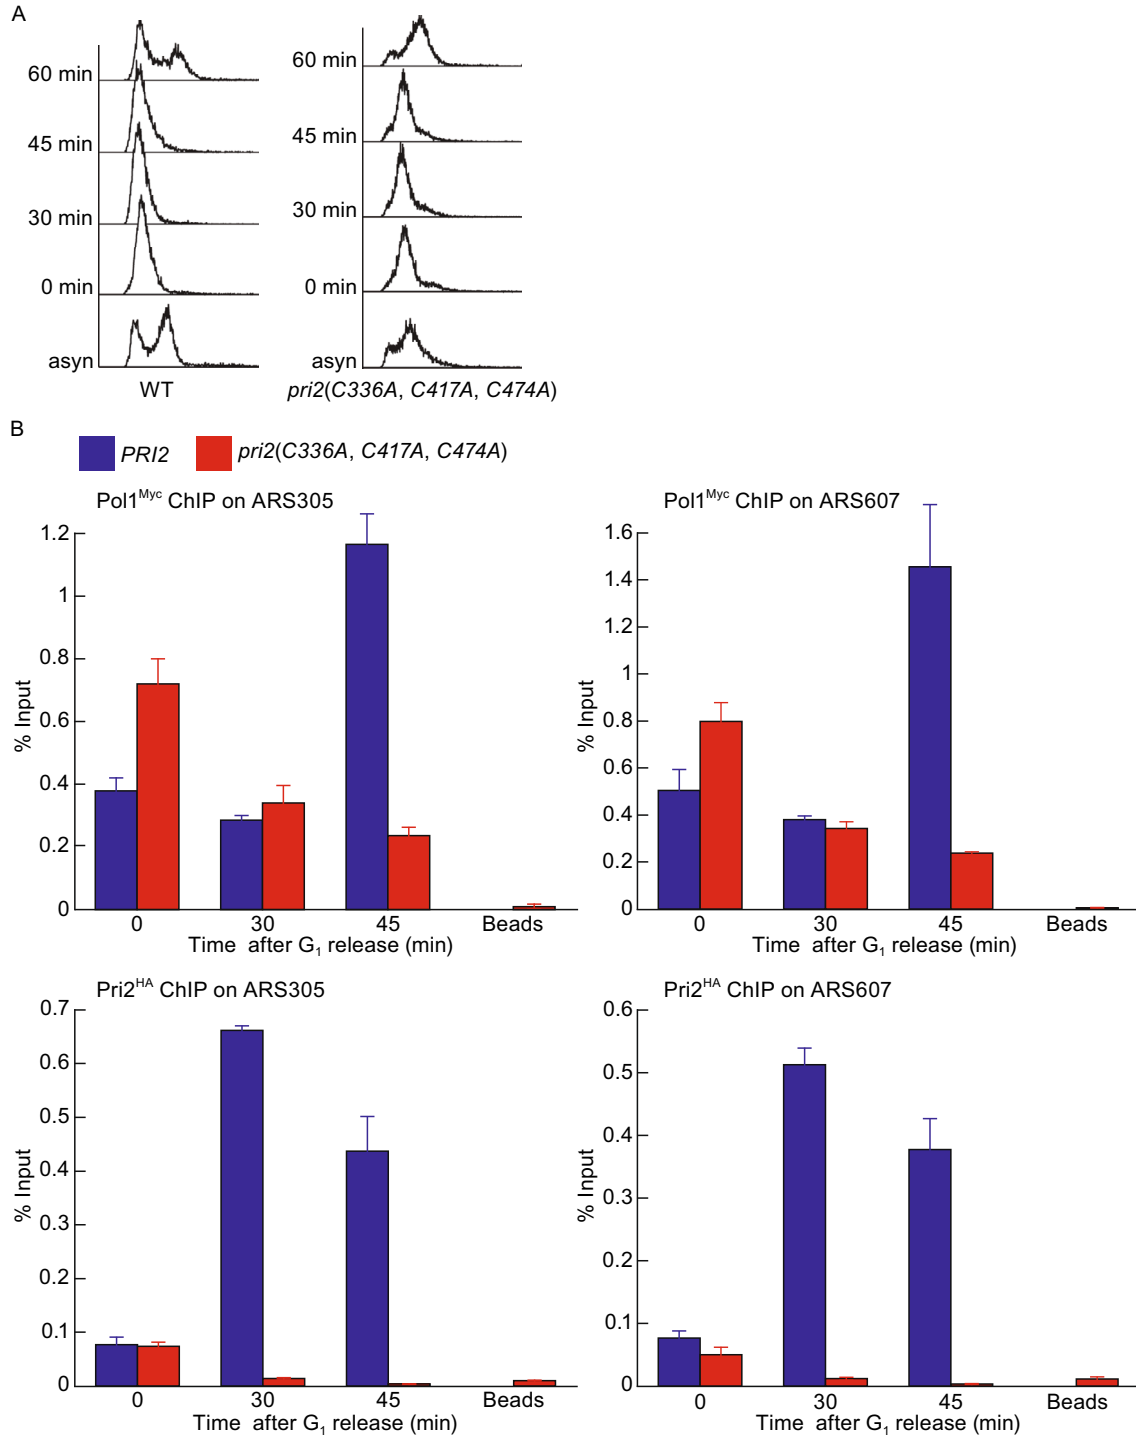 A
60 min
45 min
30 min
0 min
asyn
WT
60 min
45 min
30 min
0 min
asyn
pri2(C336A, C417A, C474A)
B
PRI2
pri2(C336A, C417A, C474A)
Pol1Myc ChIP on ARS305
% Input
1.2
1
0.8
0.6
0.4
0.2
0
0 30 45 Beads
Time after G1 release (min)
Pol1Myc ChIP on ARS607
% Input
1.6
1.4
1.2
1
0.8
0.6
0.4
0.2
0
0 30 45 Beads
Time after G1 release (min)
Pri2HA ChIP on ARS305
% Input
0.7
0.6
0.5
0.4
0.3
0.2
0.1
0
0 30 45 Beads
Time after G1 release (min)
Pri2HA ChIP on ARS607
% Input
0.6
0.5
0.4
0.3
0.2
0.1
0
0 30 45 Beads
Time after G1 release (min)